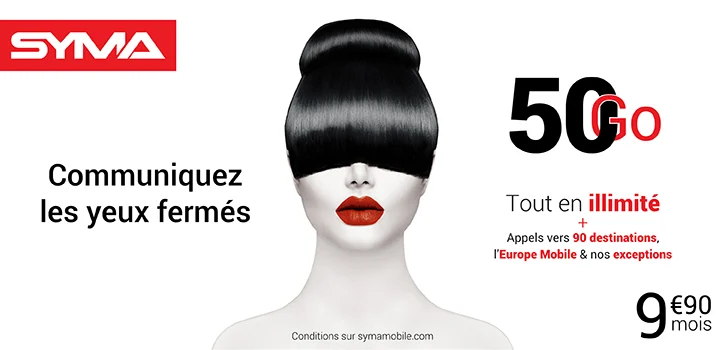 SYMA
Communiquez
les yeux fermés
50Go
Tout en illimité
+
Appels vers 90 destinations,
l'Europe Mobile & nos exceptions
9€90
mois
Conditions sur symamobile.com